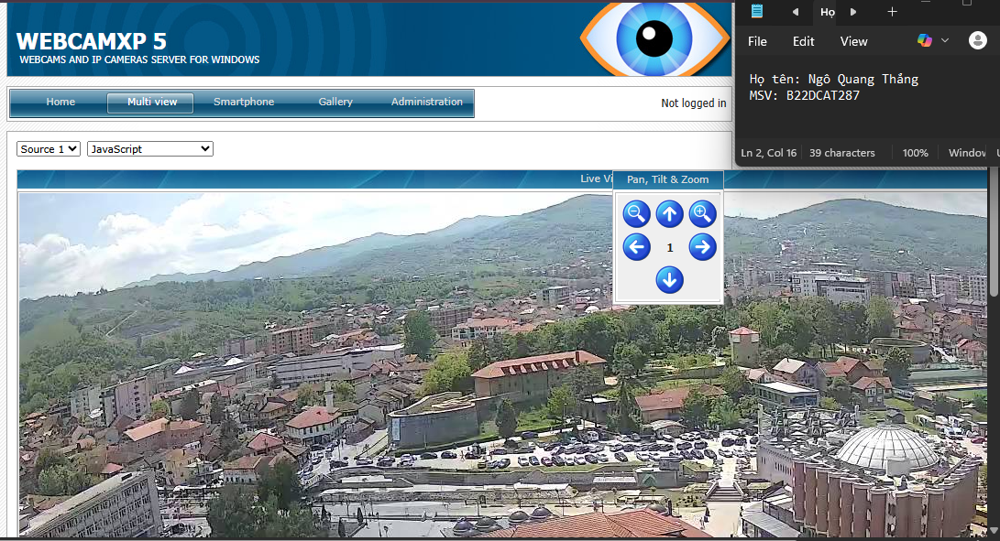 WEBCAMXP 5
WEBCAMS AND IP CAMERAS SERVER FOR WINDOWS
Home
Multi view
Smartphone
Gallery
Administration
Not logged in
Source 1
JavaScript
Live Vi
Pan, Tilt & Zoom
1
Họ
File
Edit
View
Họ tên: Ngô Quang Thắng
MSV: B22DCAT287
Ln 2, Col 16
39 characters
100%
Window